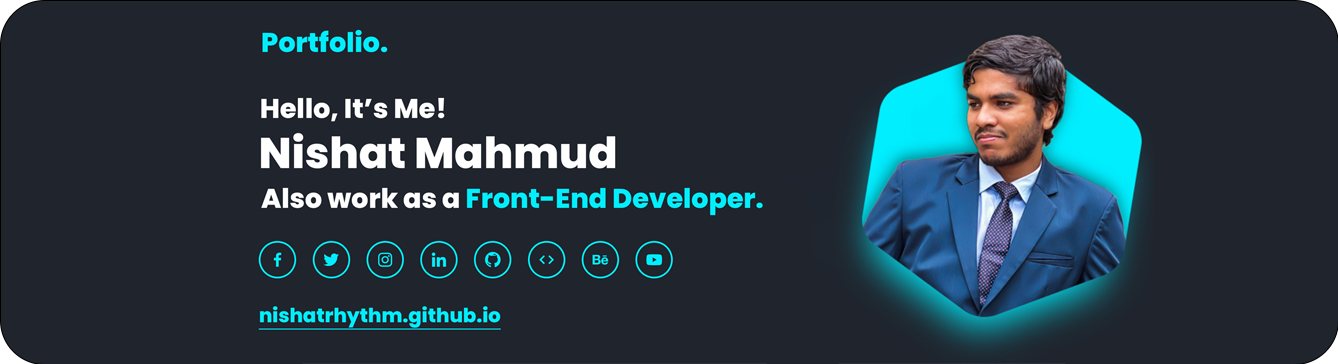 Portfolio.
Hello, It’s Me!
Nishat Mahmud
Also work as a Front-End Developer.
Bē
nishatrhythm.github.io